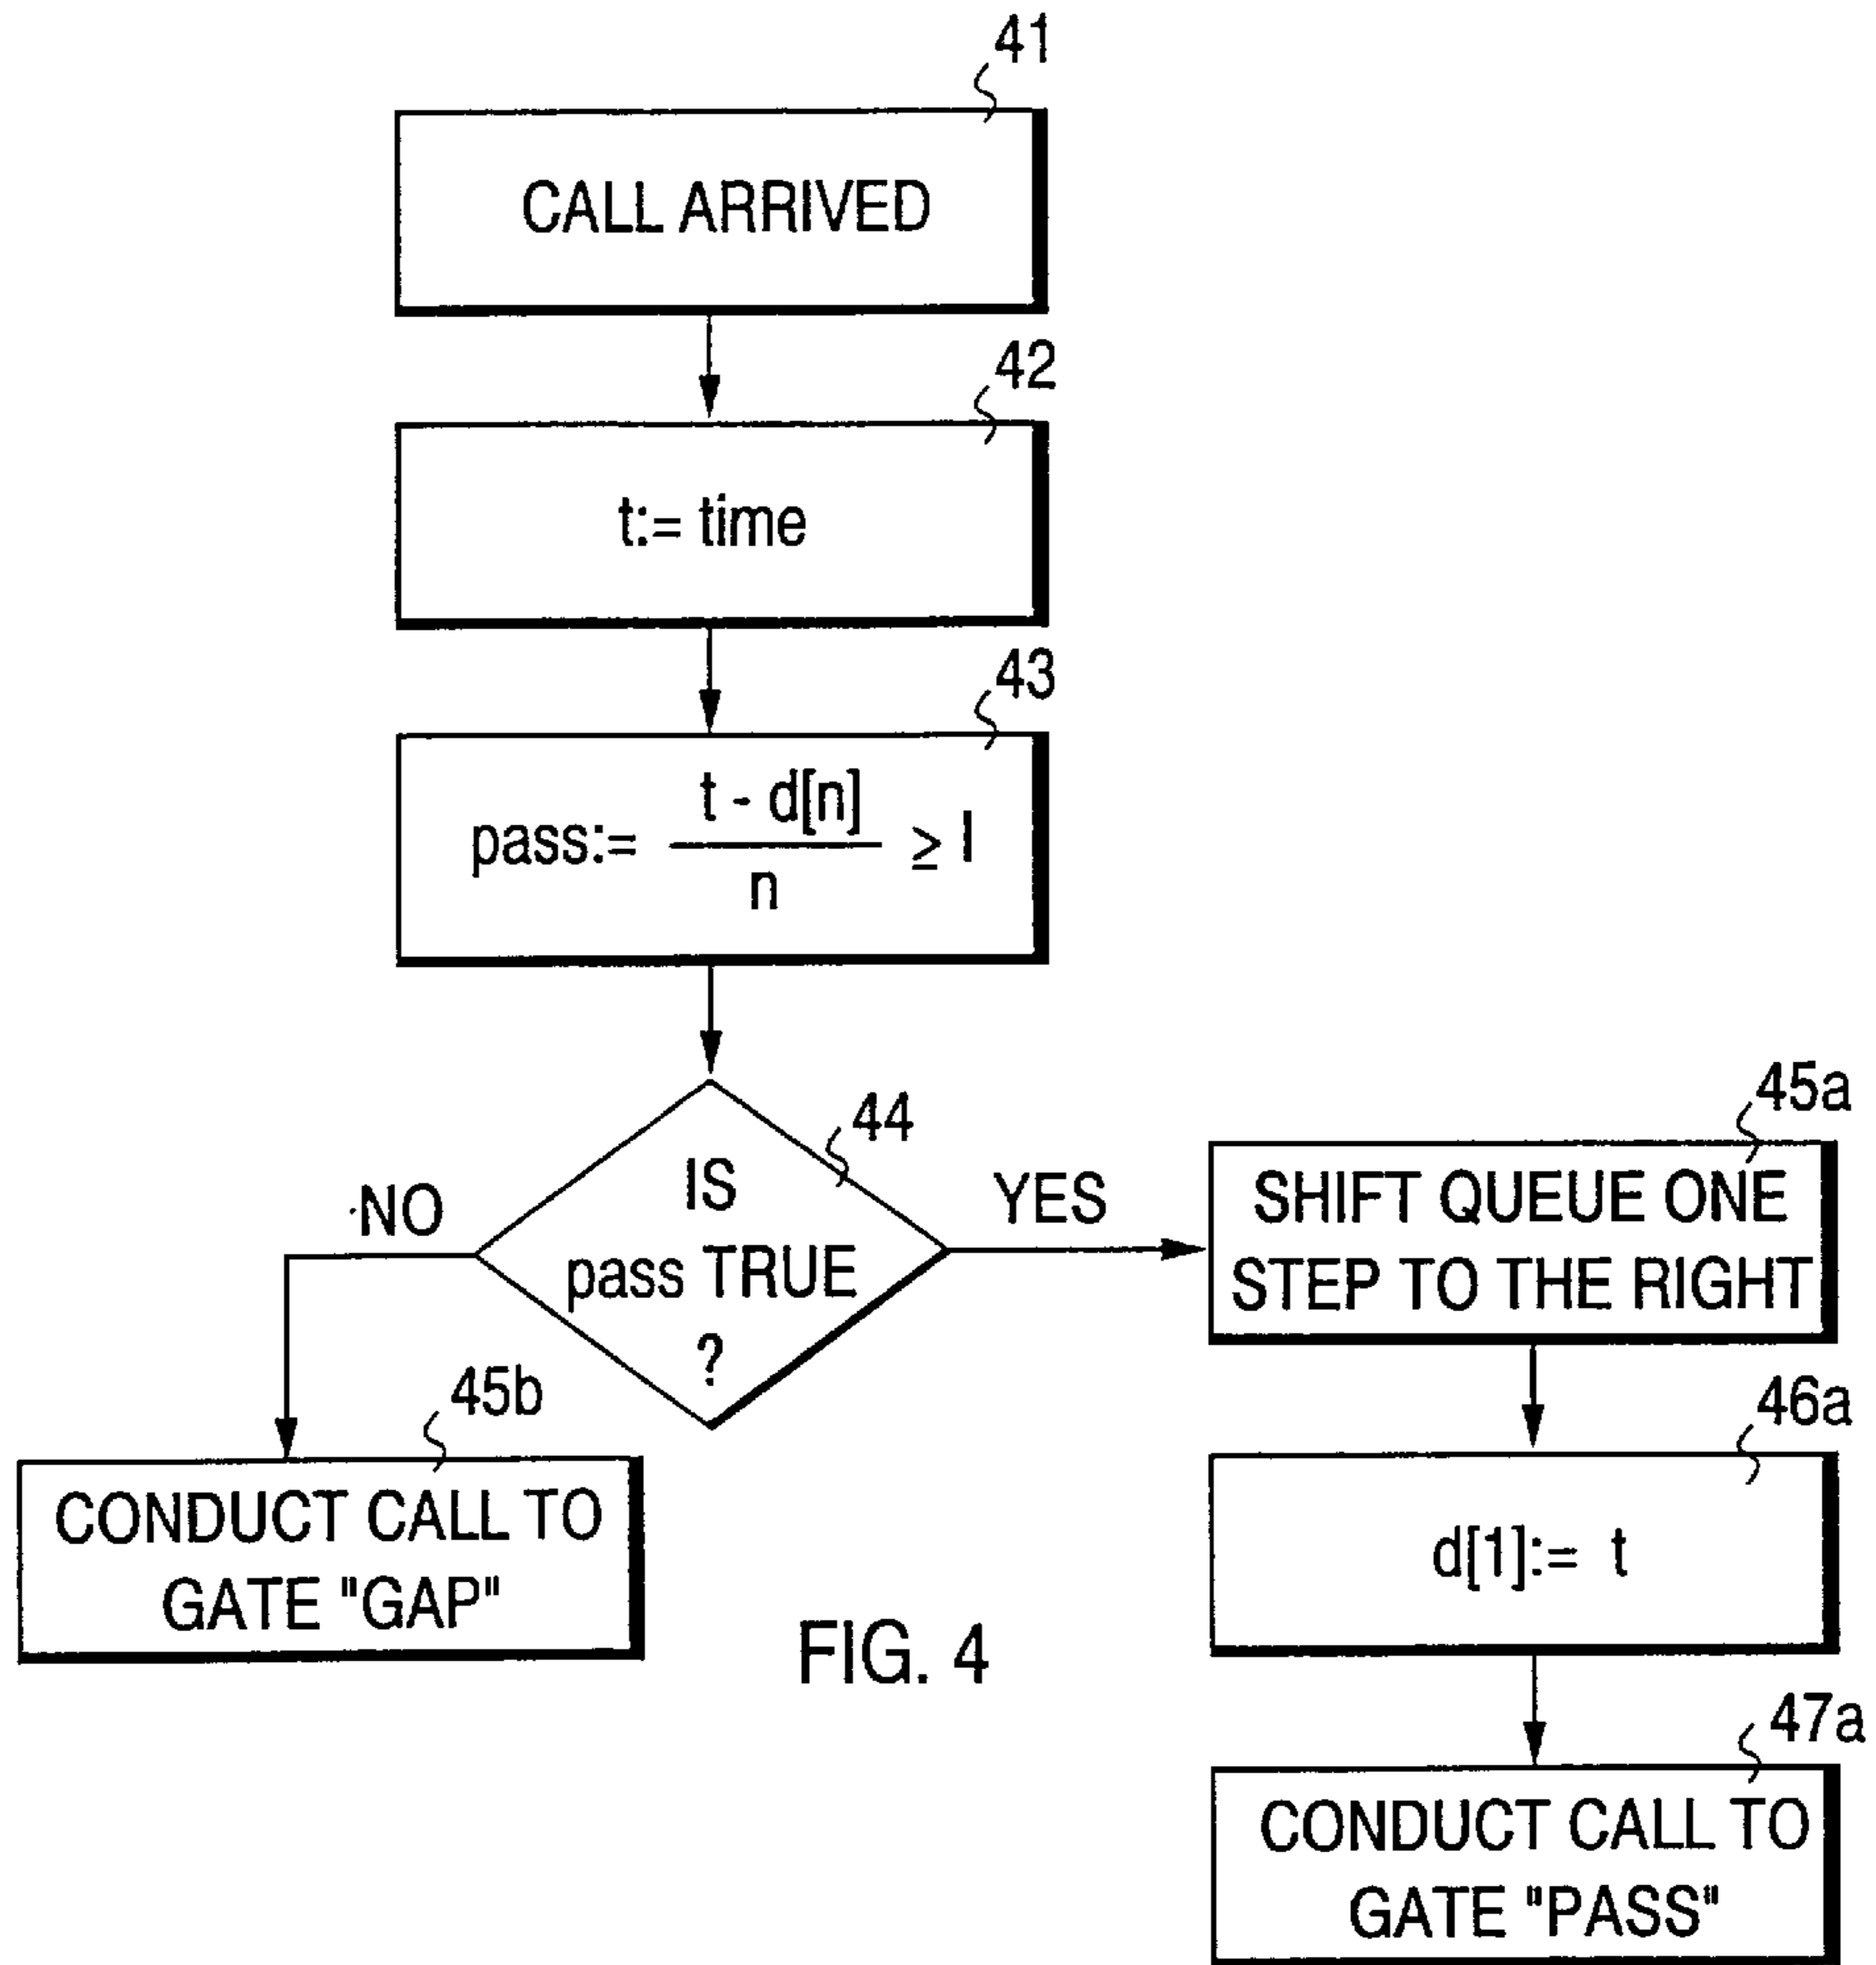 41
CALL ARRIVED
42
t:= time
43
pass:= t - d[n] / n ≥ I
44
IS
pass TRUE
?
NO
YES
45a
SHIFT QUEUE ONE
STEP TO THE RIGHT
45b
CONDUCT CALL TO
GATE "GAP"
46a
d[1]:= t
47a
CONDUCT CALL TO
GATE "PASS"
FIG. 4